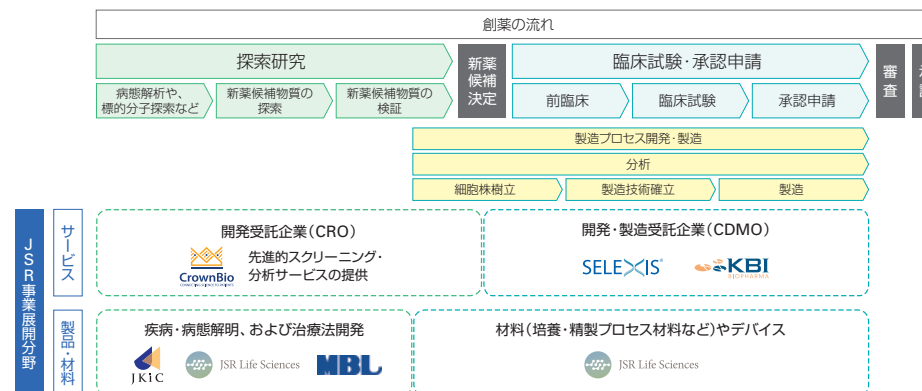 創薬の流れ
探索研究
新薬
候補
決定
臨床試験・承認申請
審査
病態解析や、
標的分子探索など
新薬候補物質の
探索
新薬候補物質の
検証
前臨床
臨床試験
承認申請
製造プロセス開発・製造
分析
細胞株樹立
製造技術確立
製造
JSR事業展開分野
サービス
開発受託企業(CRO)
CrownBio
先進的スクリーニング・
分析サービスの提供
開発・製造受託企業(CDMO)
SELEXIS
KBI
BIOPHARMA
製品・材料
疾病・病態解明、および治療法開発
JKiC
JSR Life Sciences
MBL
材料(培養・精製プロセス材料など)やデバイス
JSR Life Sciences